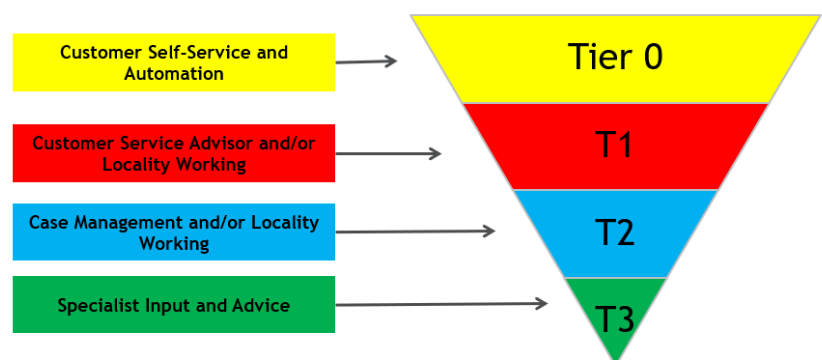 Customer Self-Service and
Automation
Tier 0
Customer Service Advisor and/or
Locality Working
T1
Case Management and/or Locality
Working
T2
Specialist Input and Advice
T3